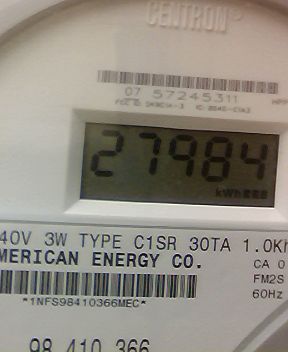 CENTRON®
07 57245311
27984
kWh
40V 3W TYPE C1SR 30TA 1.0Kh
MERICAN ENERGY CO.
CA 0
FM2S
60Hz
*1NFS98410366MEC*
98 410 366